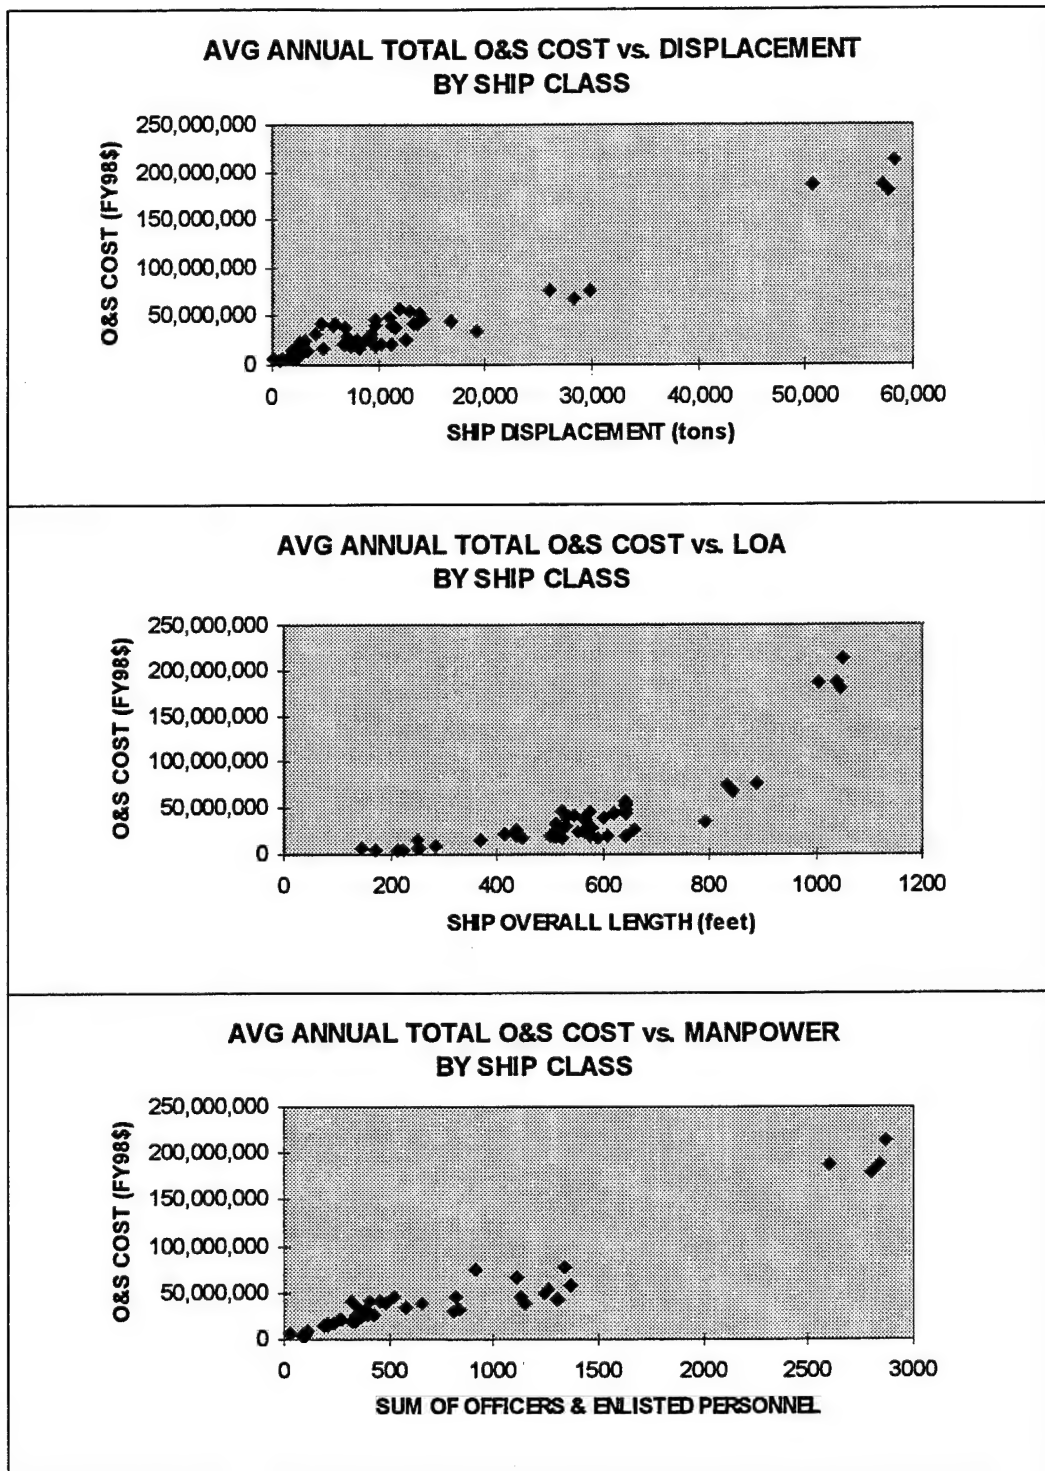 AVG ANNUAL TOTAL O&S COST vs. DISPLACEMENT
BY SHIP CLASS
O&S COST (FY98$)
250,000,000
200,000,000
150,000,000
100,000,000
50,000,000
0
0 10,000 20,000 30,000 40,000 50,000 60,000
SHIP DISPLACEMENT (tons)
AVG ANNUAL TOTAL O&S COST vs. LOA
BY SHIP CLASS
O&S COST (FY98$)
250,000,000
200,000,000
150,000,000
100,000,000
50,000,000
0
0 200 400 600 800 1000 1200
SHIP OVERALL LENGTH (feet)
AVG ANNUAL TOTAL O&S COST vs. MANPOWER
BY SHIP CLASS
O&S COST (FY98$)
250,000,000
200,000,000
150,000,000
100,000,000
50,000,000
0
0 500 1000 1500 2000 2500 3000
SUM OF OFFICERS & ENLISTED PERSONNEL